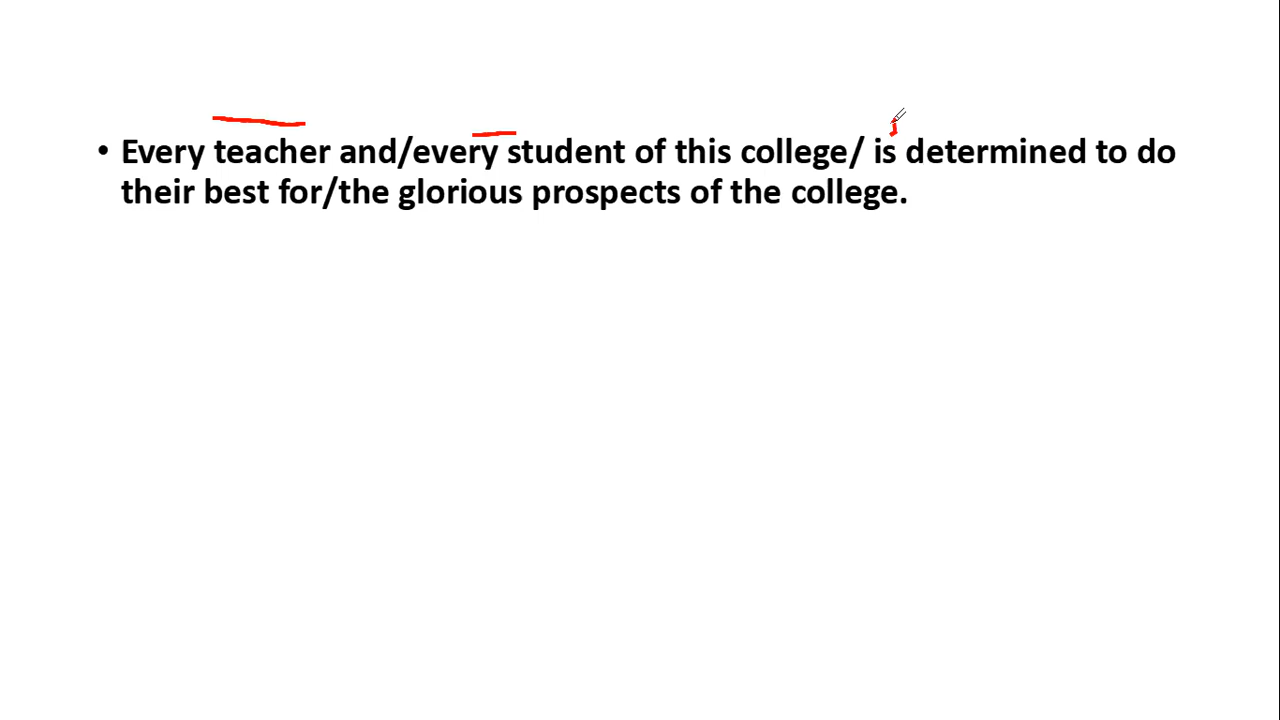 • Every teacher and/every student of this college/ is determined to do
their best for/the glorious prospects of the college.